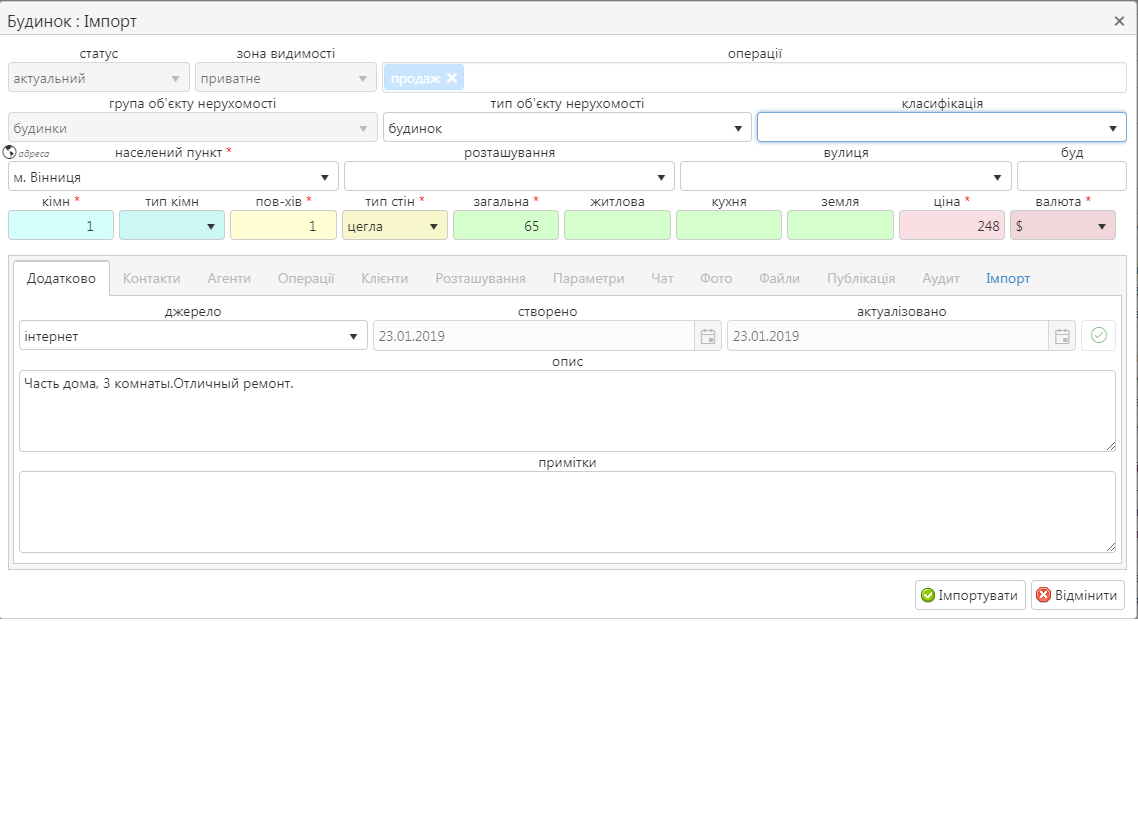 Будинок : Імпорт
статус зона видимості операції
актуальний приватне продаж
група об'єкту нерухомості тип об'єкту нерухомості класифікація
будинки будинок
адреса населений пункт * розташування вулиця буд
м. Вінниця
кімн * тип кімн пов-хів * тип стін * загальна * житлова кухня земля ціна * валюта *
1 1 цегла 65 248 $
Додатково Контакти Агенти Операції Клієнти Розташування Параметри Чат Фото Файли Публікація Аудит Імпорт
джерело створено актуалізовано
інтернет 23.01.2019 23.01.2019
опис
Часть дома, 3 комнаты.Отличный ремонт.
примітки
Імпортувати Відмінити